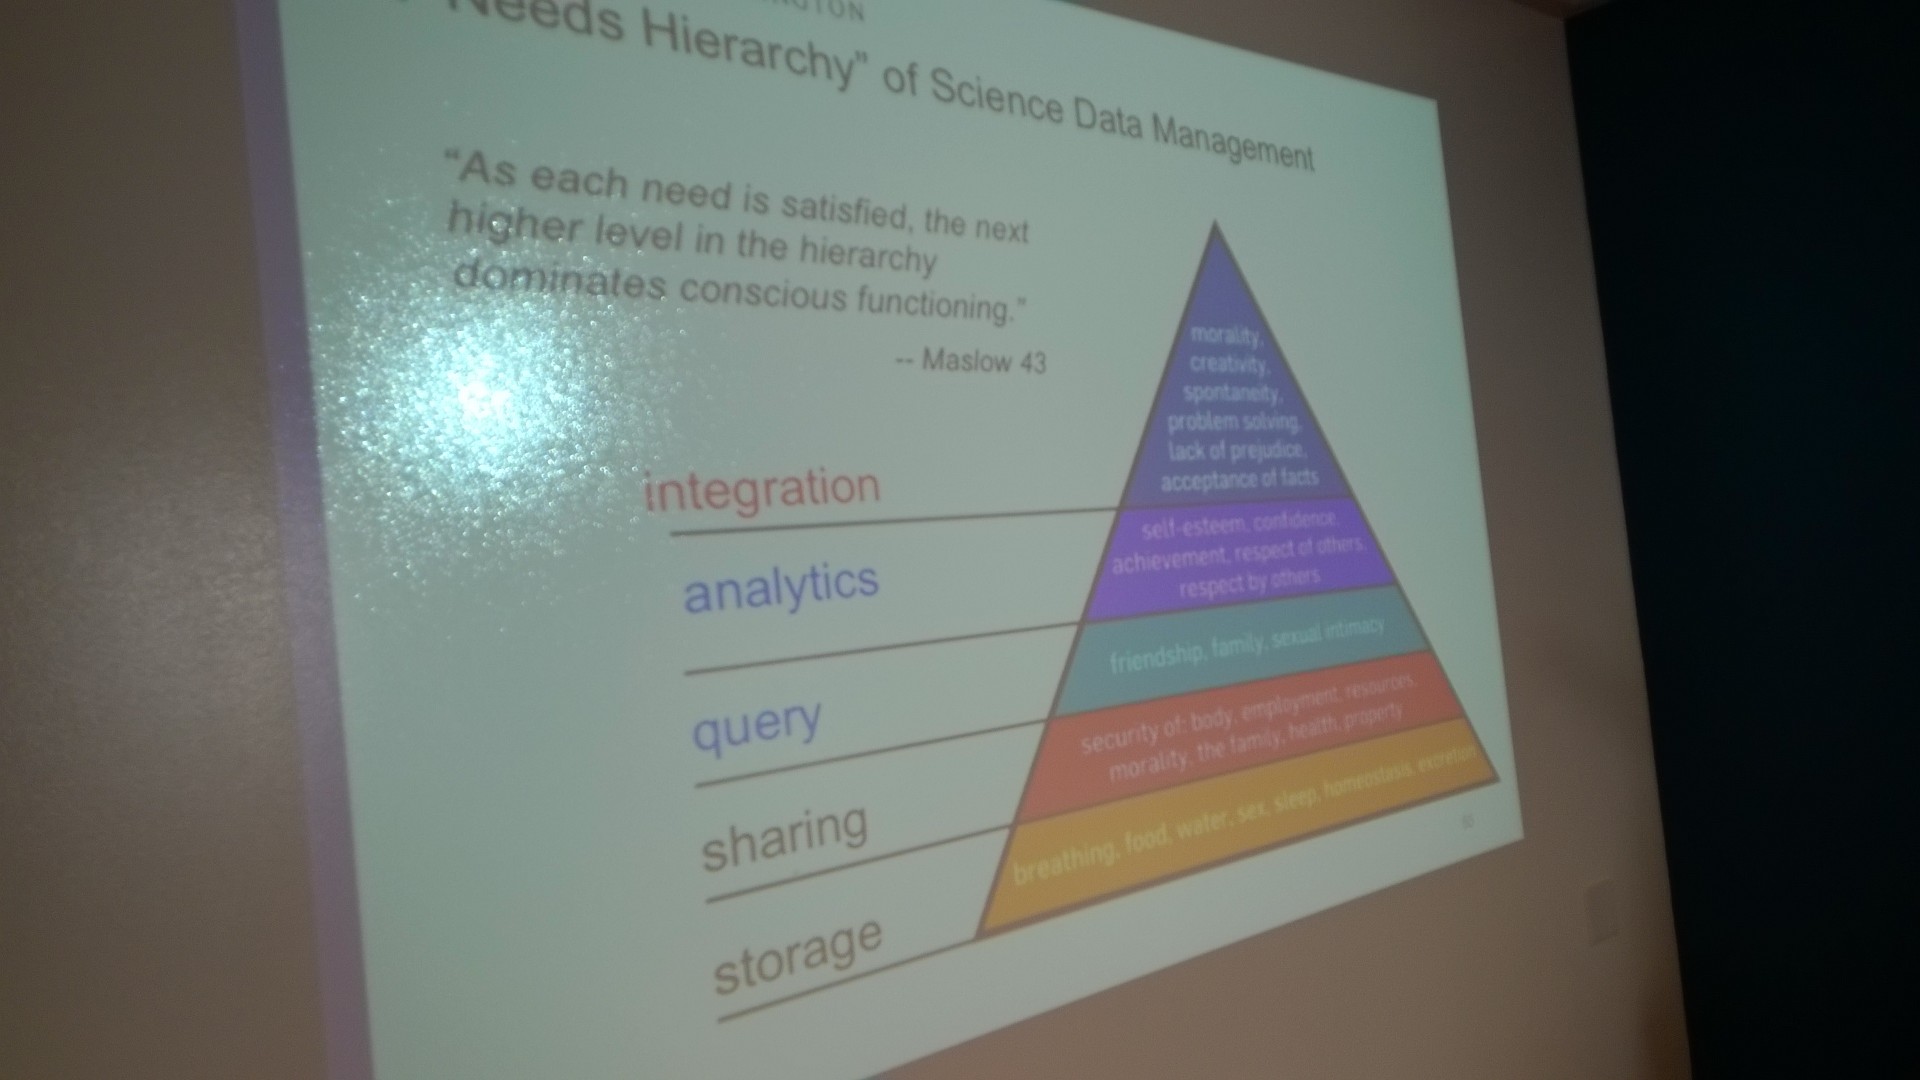 Needs Hierarchy" of Science Data Management
"As each need is satisfied, the next
higher level in the hierarchy
dominates conscious functioning."
-- Maslow 43
morality,
creativity,
spontaneity,
problem solving,
lack of prejudice,
acceptance of facts
integration
self-esteem, confidence,
achievement, respect of others,
respect by others
analytics
friendship, family, sexual intimacy
query
security of: body, employment, resources,
morality, the family, health, property
sharing
breathing, food, water, sex, sleep, homeostasis, excretion
storage